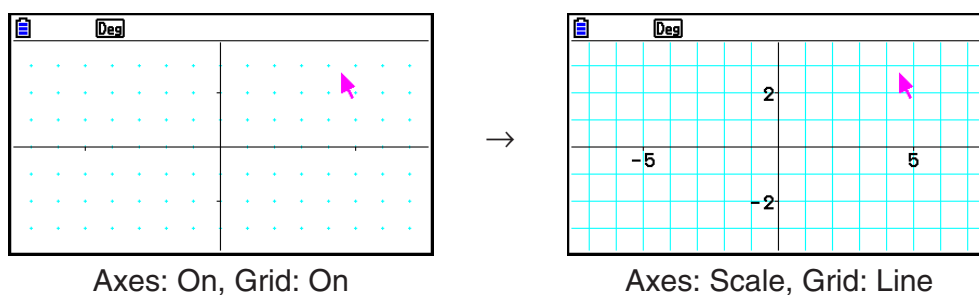 Deg
Deg
→
2
-5
5
-2
Axes: On, Grid: On
Axes: Scale, Grid: Line